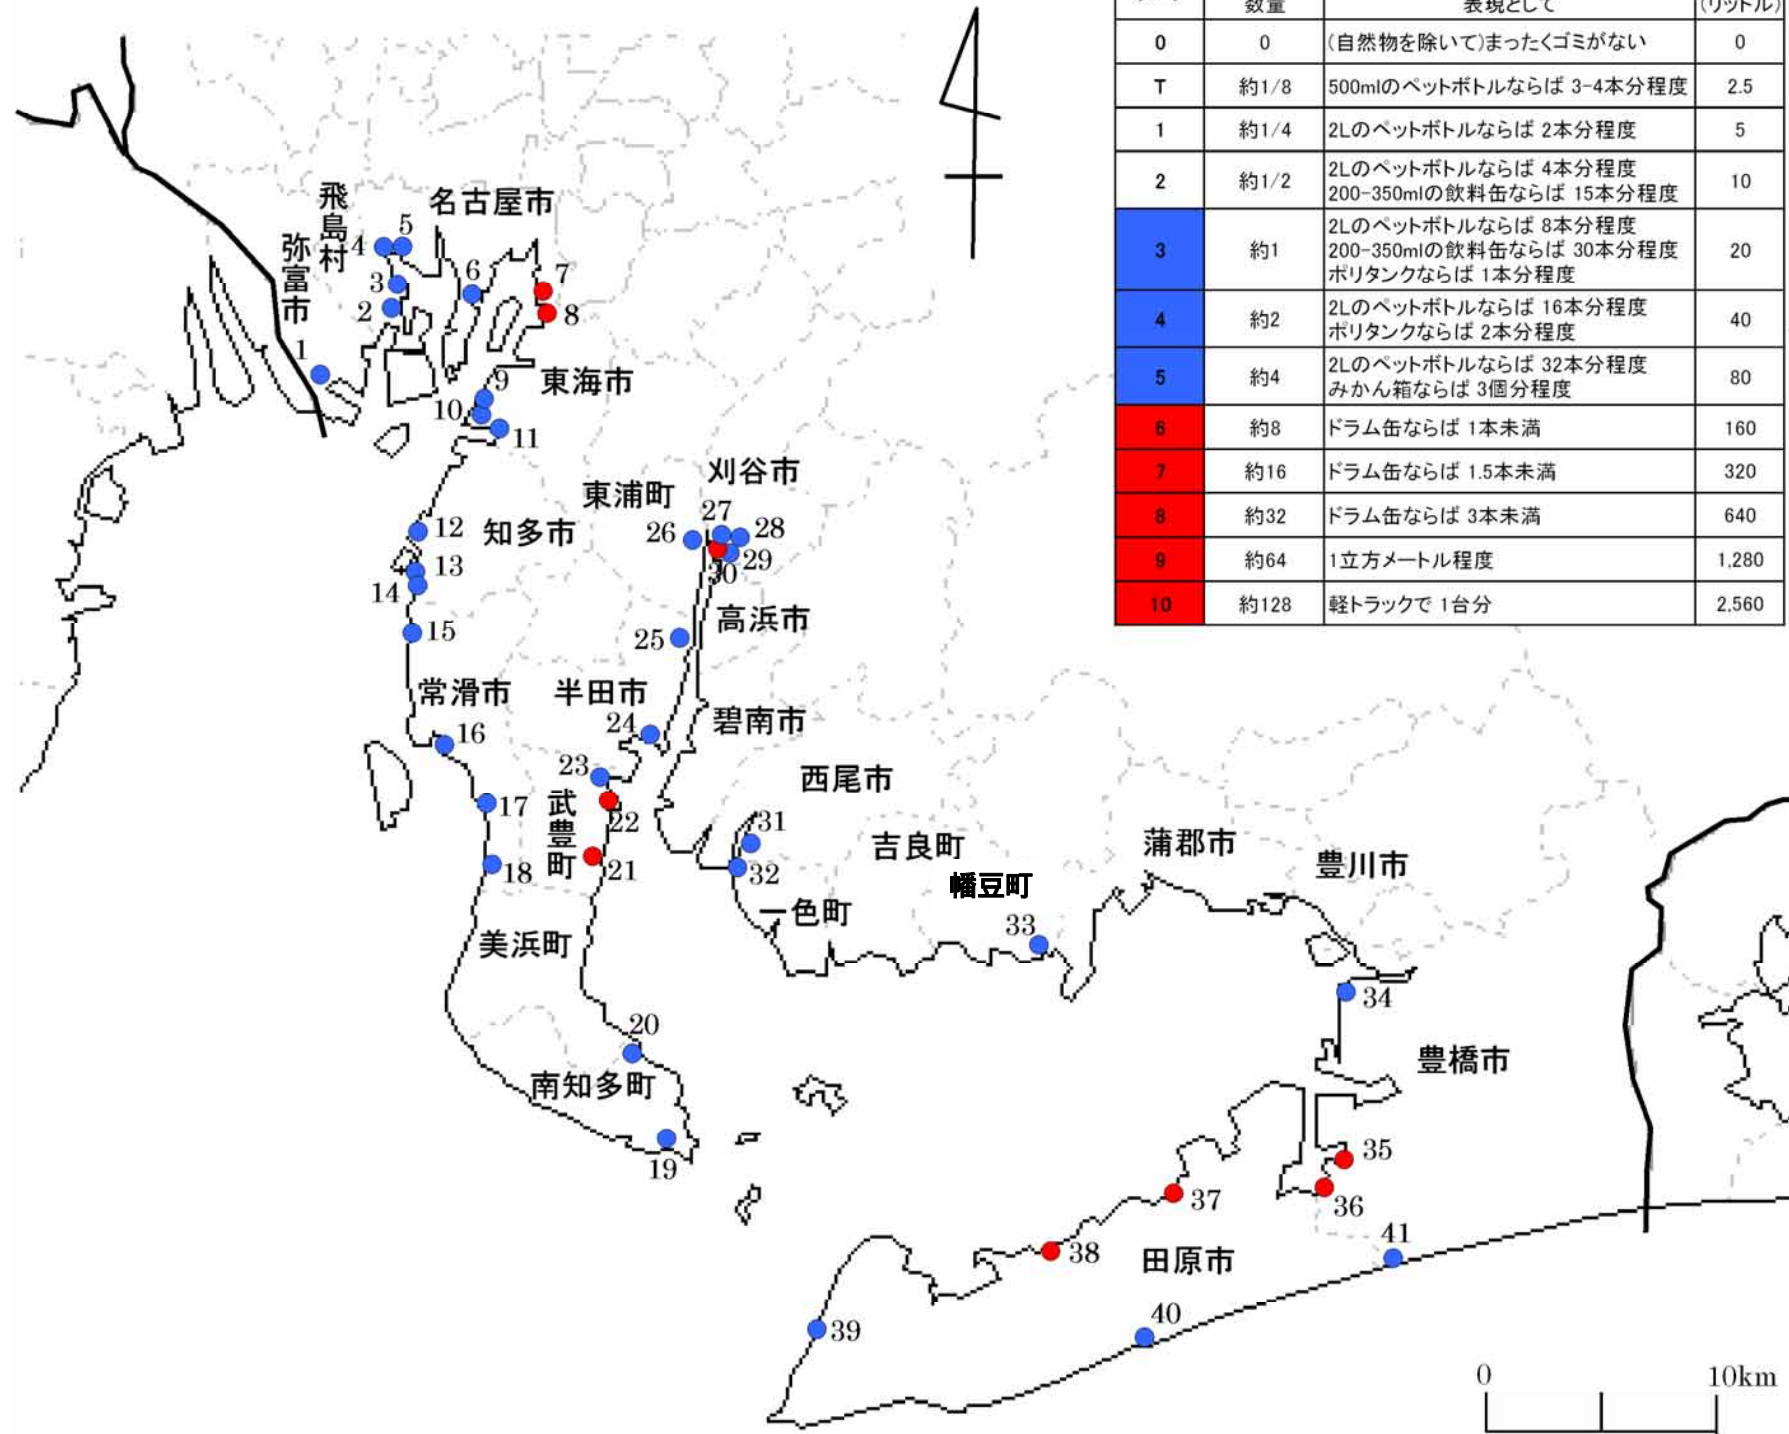 数量 表現として (リットル)
0 0 (自然物を除いて)まったくゴミがない 0
T 約1/8 500mlのペットボトルならば 3-4本分程度 2.5
1 約1/4 2Lのペットボトルならば 2本分程度 5
2 約1/2 2Lのペットボトルならば 4本分程度 10
200-350mlの飲料缶ならば 15本分程度
3 約1 2Lのペットボトルならば 8本分程度 20
200-350mlの飲料缶ならば 30本分程度
ポリタンクならば 1本分程度
4 約2 2Lのペットボトルならば 16本分程度 40
ポリタンクならば 2本分程度
5 約4 2Lのペットボトルならば 32本分程度 80
みかん箱ならば 3個分程度
6 約8 ドラム缶ならば 1本未満 160
7 約16 ドラム缶ならば 1.5本未満 320
8 約32 ドラム缶ならば 3本未満 640
9 約64 1立方メートル程度 1,280
10 約128 軽トラックで 1台分 2,560
飛島村
名古屋市
弥富市
4
5
3
6
7
2
8
1
9
東海市
10
11
刈谷市
東浦町
27
12
知多市
26
28
13
29
14
30
高浜市
15
25
常滑市
半田市
24
碧南市
16
23
西尾市
17
武豊町
22
31
吉良町
蒲郡市
18
21
32
豊川市
幡豆町
一色町
33
美浜町
34
20
豊橋市
南知多町
19
35
37
36
38
田原市
41
39
40
0 10km